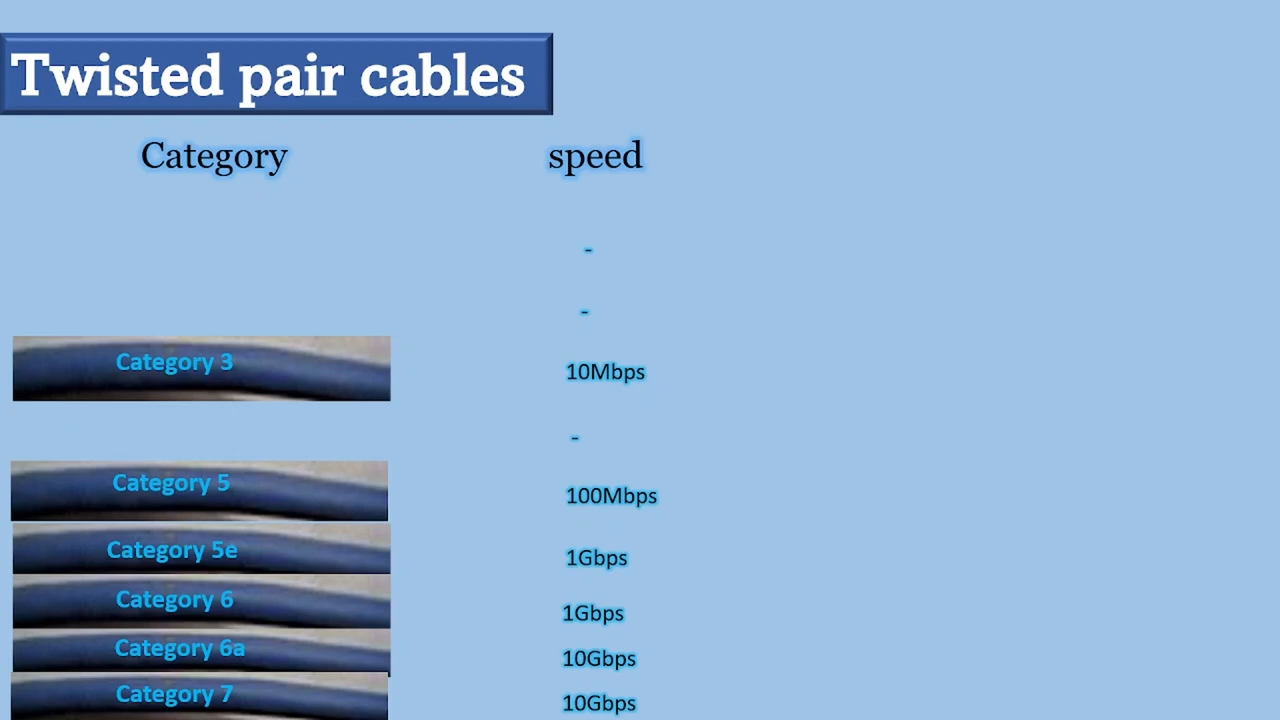 Twisted pair cables
Category speed
-
-
Category 3 10Mbps
-
Category 5 100Mbps
Category 5e 1Gbps
Category 6 1Gbps
Category 6a 10Gbps
Category 7 10Gbps